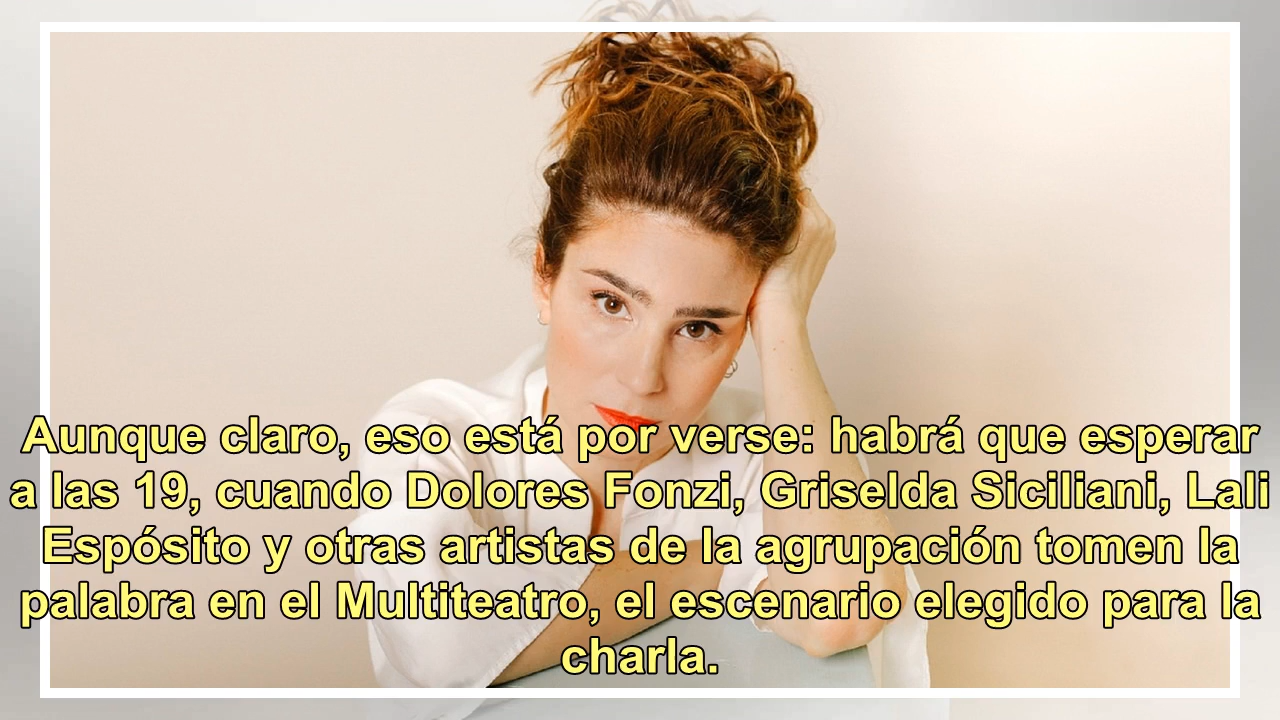 Aunque claro, eso está por verse: habrá que esperar
a las 19, cuando Dolores Fonzi, Griselda Siciliani, Lali
Espósito y otras artistas de la agrupación tomen la
palabra en el Multiteatro, el escenario elegido para la
charla.